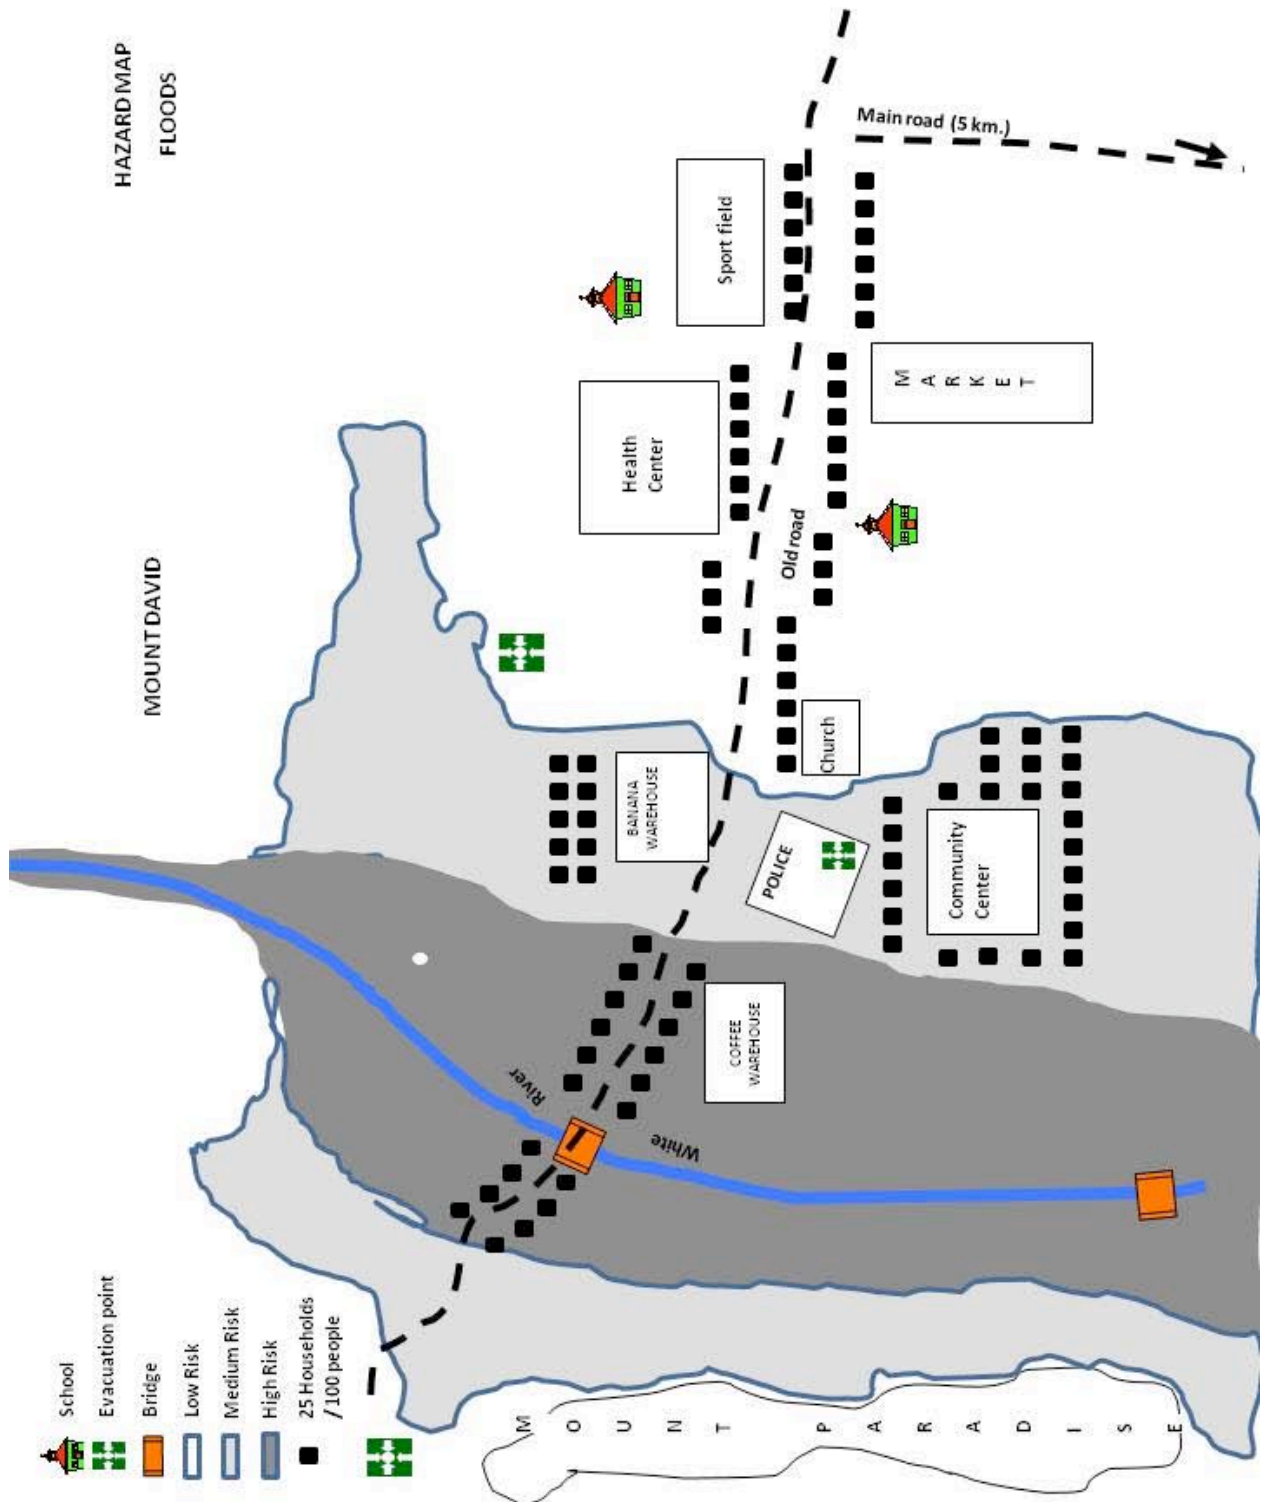 HAZARD MAP
FLOODS
MOUNT DAVID
School
Evacuation point
Bridge
Low Risk
Medium Risk
High Risk
25 Households
/100 people
Main road (5 km.)
Sport field
Health
Center
M
A
R
K
E
T
Old road
Church
BANANA
WAREHOUSE
POLICE
Community
Center
COFFEE
WAREHOUSE
White
River
M
O
U
N
T
P
A
R
A
D
I
S
E